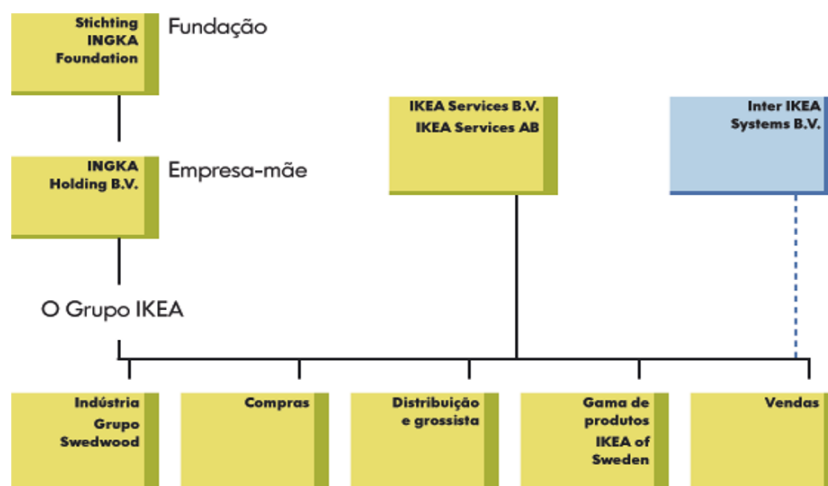 Stichting
INGKA
Foundation
Fundação
IKEA Services B.V.
IKEA Services AB
Inter IKEA
Systems B.V.
INGKA
Holding B.V.
Empresa-mãe
O Grupo IKEA
Indústria
Grupo
Swedwood
Compras
Distribuição
e grossista
Gama de
produtos
IKEA of
Sweden
Vendas